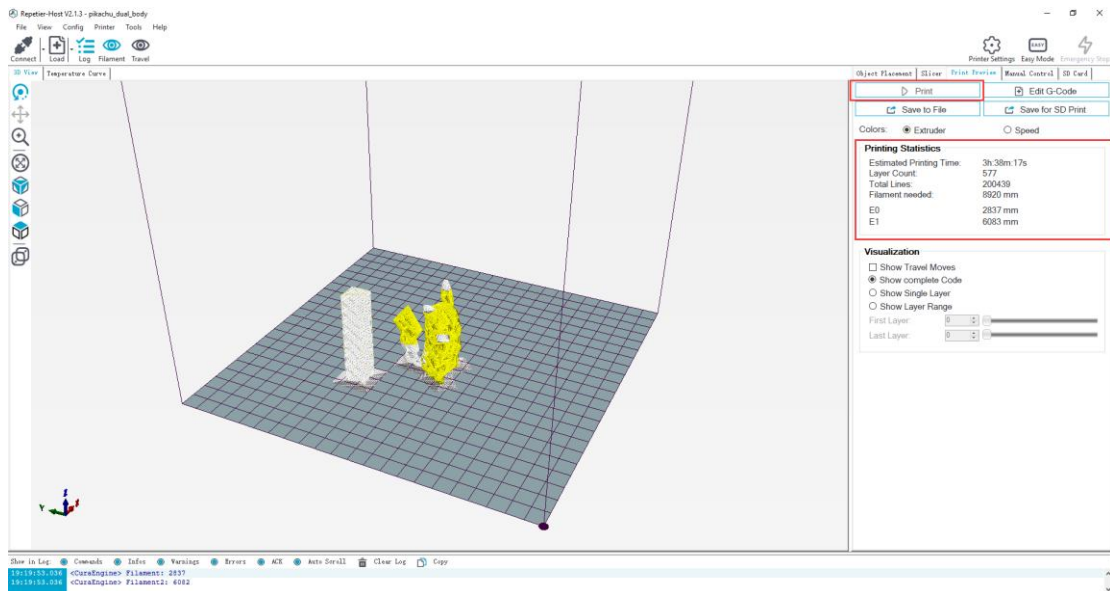 Repetier-Host V2.1.3 - pikachu_dual_body
File View Config Printer Tools Help
Connect Load Log Filament Travel
Printer Settings Easy Mode Emergency Stop
EASY
3D View Temperature Curve
Object Placement Slicer Print Preview Manual Control SD Card
Print Edit G-Code
Save to File Save for SD Print
Colors: Extruder Speed
Printing Statistics
Estimated Printing Time: 3h:38m:17s
Layer Count: 577
Total Lines: 200439
Filament needed: 8920 mm
E0 2837 mm
E1 6083 mm
Visualization
Show Travel Moves
Show complete Code
Show Single Layer
Show Layer Range
First Layer: 0
Last Layer: 0
Show in Log: Commands Infos Warnings Errors ACK Auto Scroll Clear Log Copy
19:19:53.036 <CuraEngine> Filament: 2837
19:19:53.036 <CuraEngine> Filament2: 6082